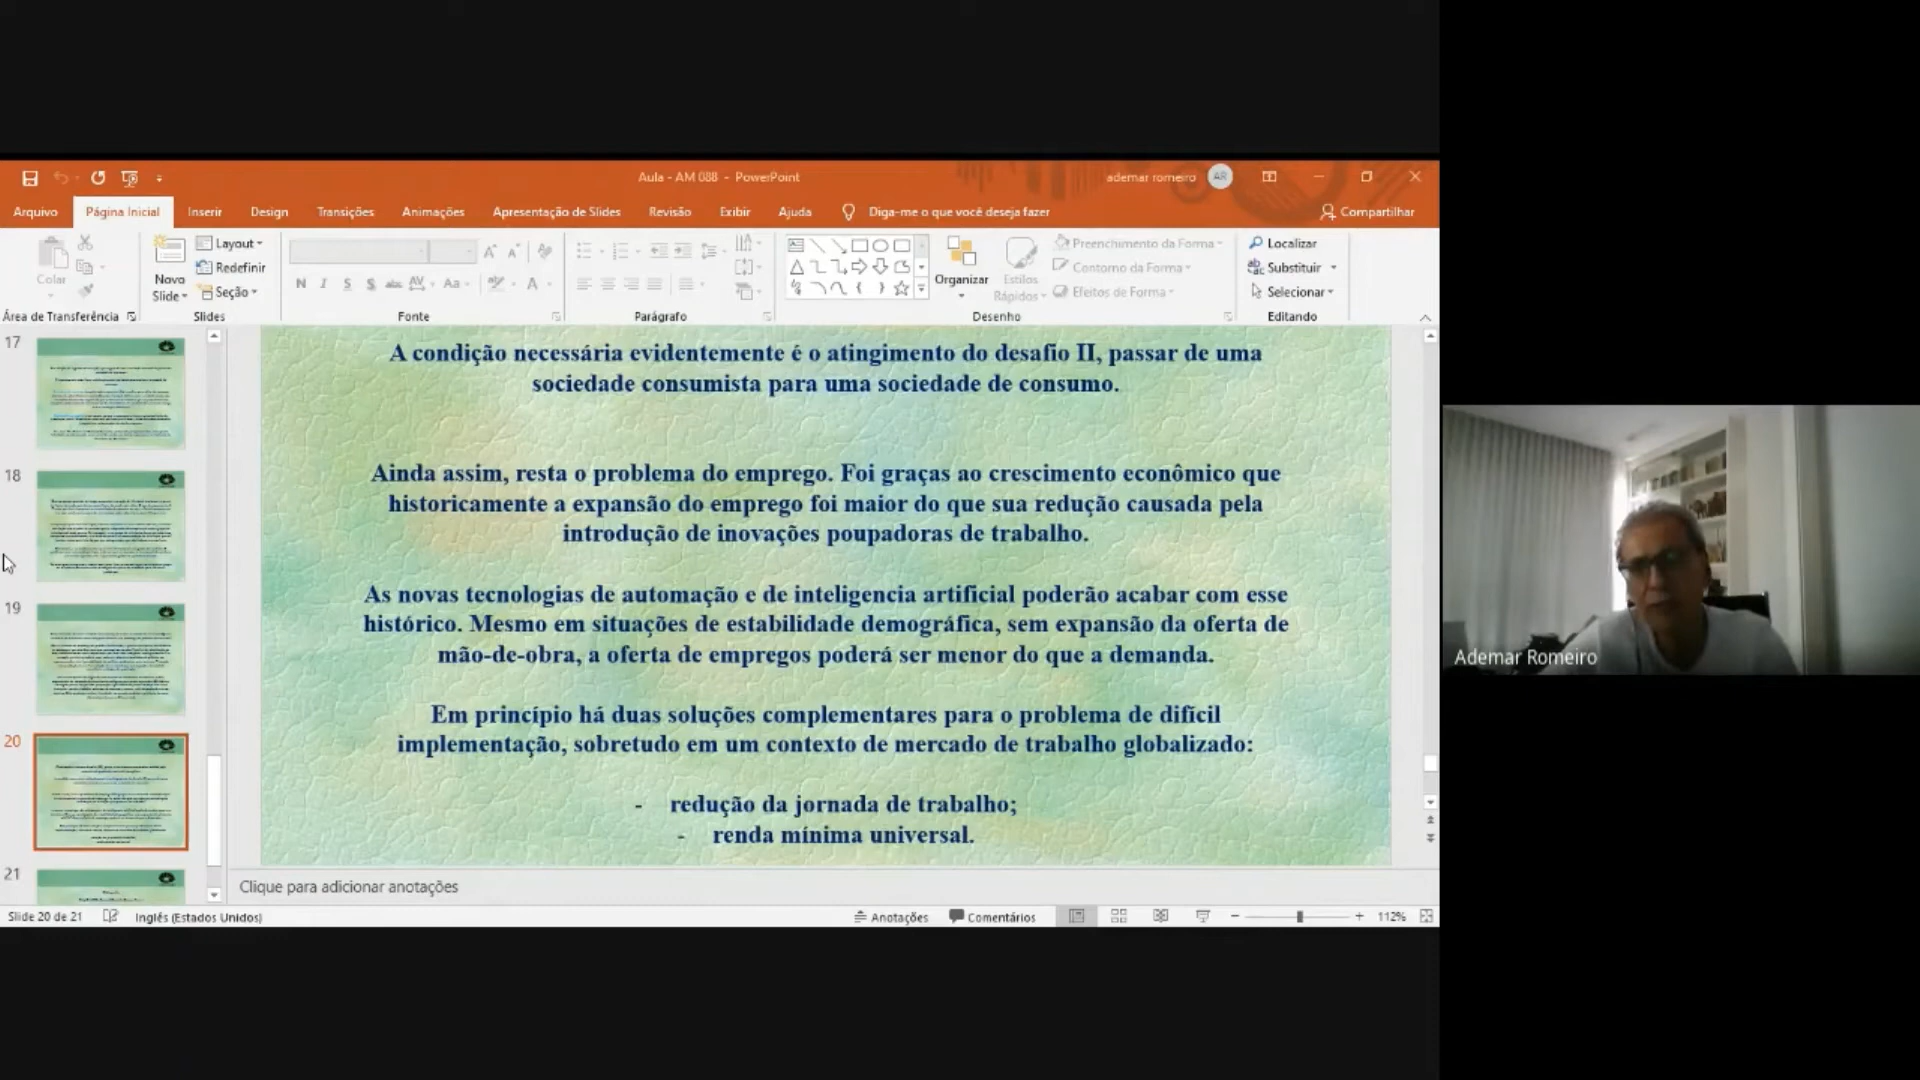 Aula - AM 088 - PowerPoint
ademar romeiro
AR
Arquivo
Página Inicial
Inserir
Design
Transições
Animações
Apresentação de Slides
Revisão
Exibir
Ajuda
Diga-me o que você deseja fazer
Compartilhar
Colar
Novo
Slide
Layout
Redefinir
Seção
N I S S abc AV Aa A
Preenchimento da Forma
Contorno da Forma
Efeitos de Forma
Organizar
Estilos
Rápidos
Localizar
Substituir
Selecionar
Área de Transferência
Slides
Fonte
Parágrafo
Desenho
Editando
17
18
19
20
21
A condição necessária evidentemente é o atingimento do desafio II, passar de uma
sociedade consumista para uma sociedade de consumo.
Ainda assim, resta o problema do emprego. Foi graças ao crescimento econômico que
historicamente a expansão do emprego foi maior do que sua redução causada pela
introdução de inovações poupadoras de trabalho.
As novas tecnologias de automação e de inteligencia artificial poderão acabar com esse
histórico. Mesmo em situações de estabilidade demográfica, sem expansão da oferta de
mão-de-obra, a oferta de empregos poderá ser menor do que a demanda.
Em princípio há duas soluções complementares para o problema de difícil
implementação, sobretudo em um contexto de mercado de trabalho globalizado:
- redução da jornada de trabalho;
- renda mínima universal.
Clique para adicionar anotações
Slide 20 de 21
Inglês (Estados Unidos)
Anotações
Comentários
112%
Ademar Romeiro